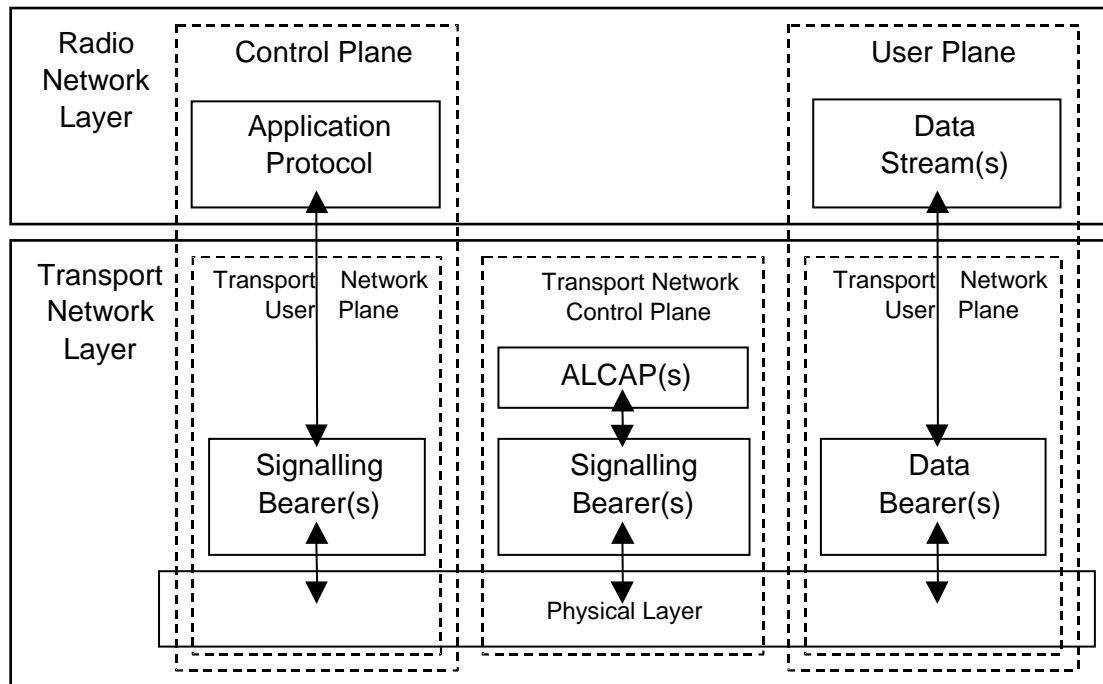 Radio
Network
Layer
Control Plane
User Plane
Application
Protocol
Data
Stream(s)
Transport
Network
Layer
Transport Network
User Plane
Transport Network
Control Plane
Transport Network
User Plane
ALCAP(s)
Signalling
Bearer(s)
Signalling
Bearer(s)
Data
Bearer(s)
Physical Layer